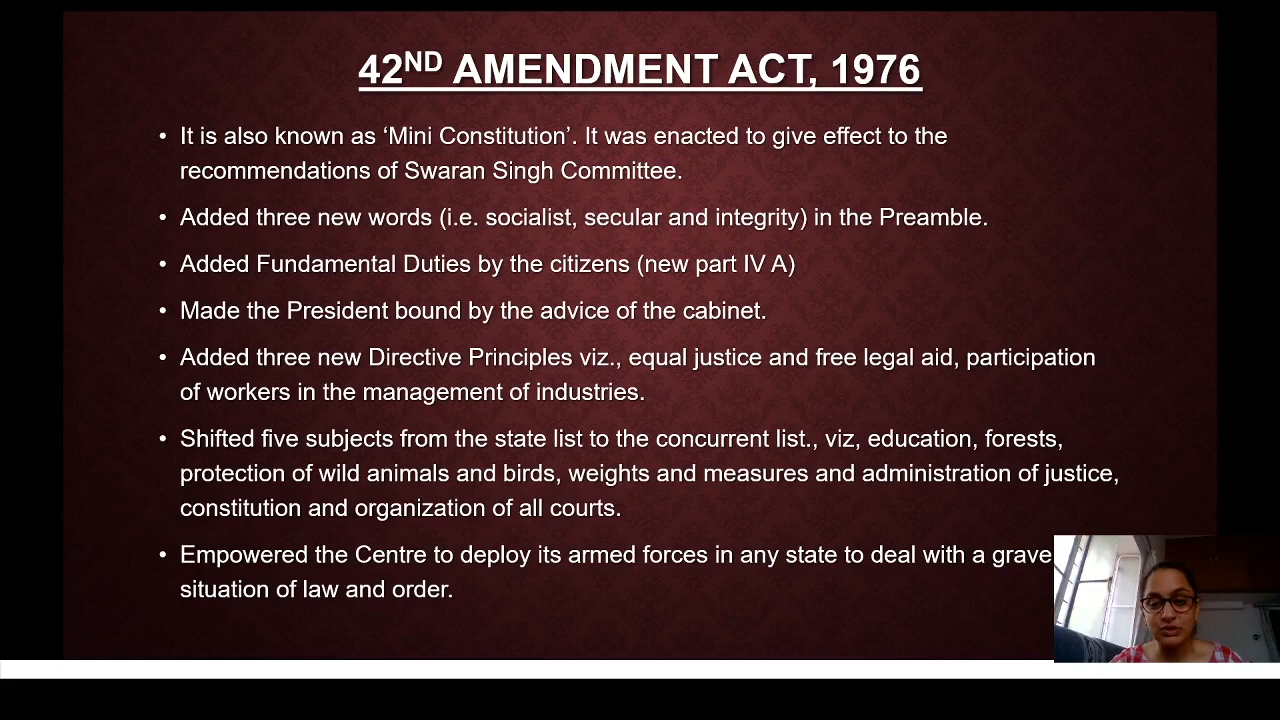 42ND AMENDMENT ACT, 1976
• It is also known as ‘Mini Constitution’. It was enacted to give effect to the
recommendations of Swaran Singh Committee.
• Added three new words (i.e. socialist, secular and integrity) in the Preamble.
• Added Fundamental Duties by the citizens (new part IV A)
• Made the President bound by the advice of the cabinet.
• Added three new Directive Principles viz., equal justice and free legal aid, participation
of workers in the management of industries.
• Shifted five subjects from the state list to the concurrent list., viz, education, forests,
protection of wild animals and birds, weights and measures and administration of justice,
constitution and organization of all courts.
• Empowered the Centre to deploy its armed forces in any state to deal with a grave
situation of law and order.